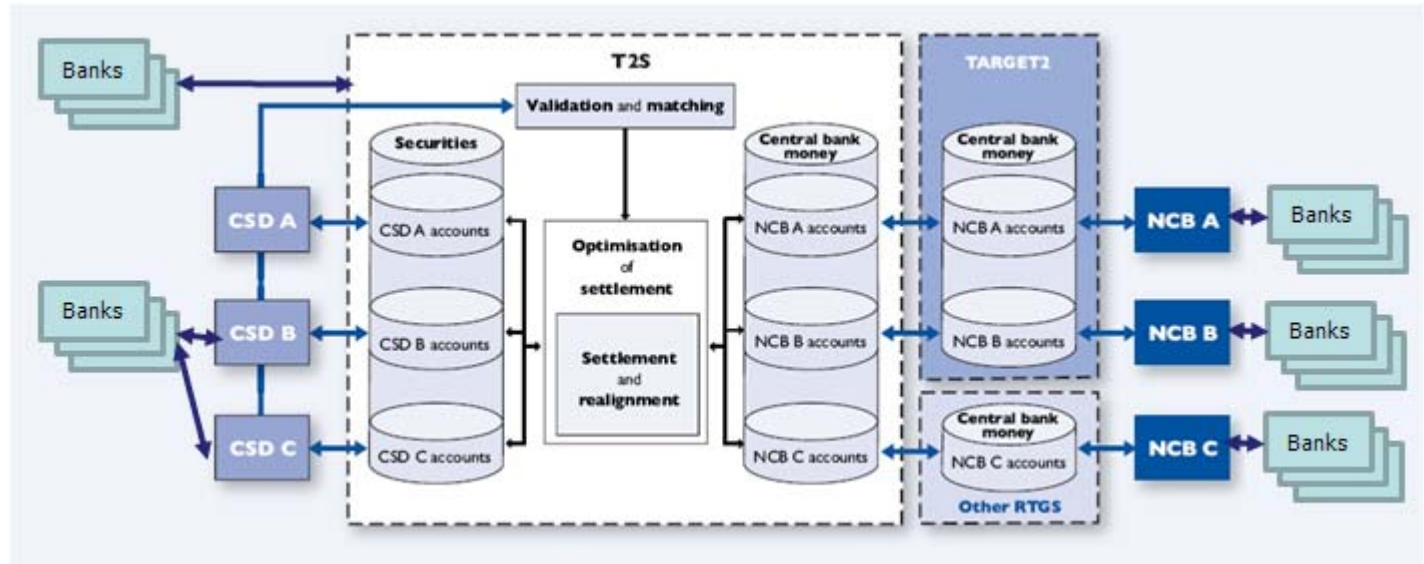 Banks
T2S
TARGET2
Validation and matching
Securities
Central bank
money
Central bank
money
CSD A
CSD A accounts
Optimisation
of
settlement
NCB A accounts
NCB A accounts
NCB A
Banks
Banks
CSD B
CSD B accounts
Settlement
and
realignment
NCB B accounts
NCB B accounts
NCB B
Banks
CSD C
CSD C accounts
NCB C accounts
Central bank
money
NCB C accounts
Other RTGS
NCB C
Banks